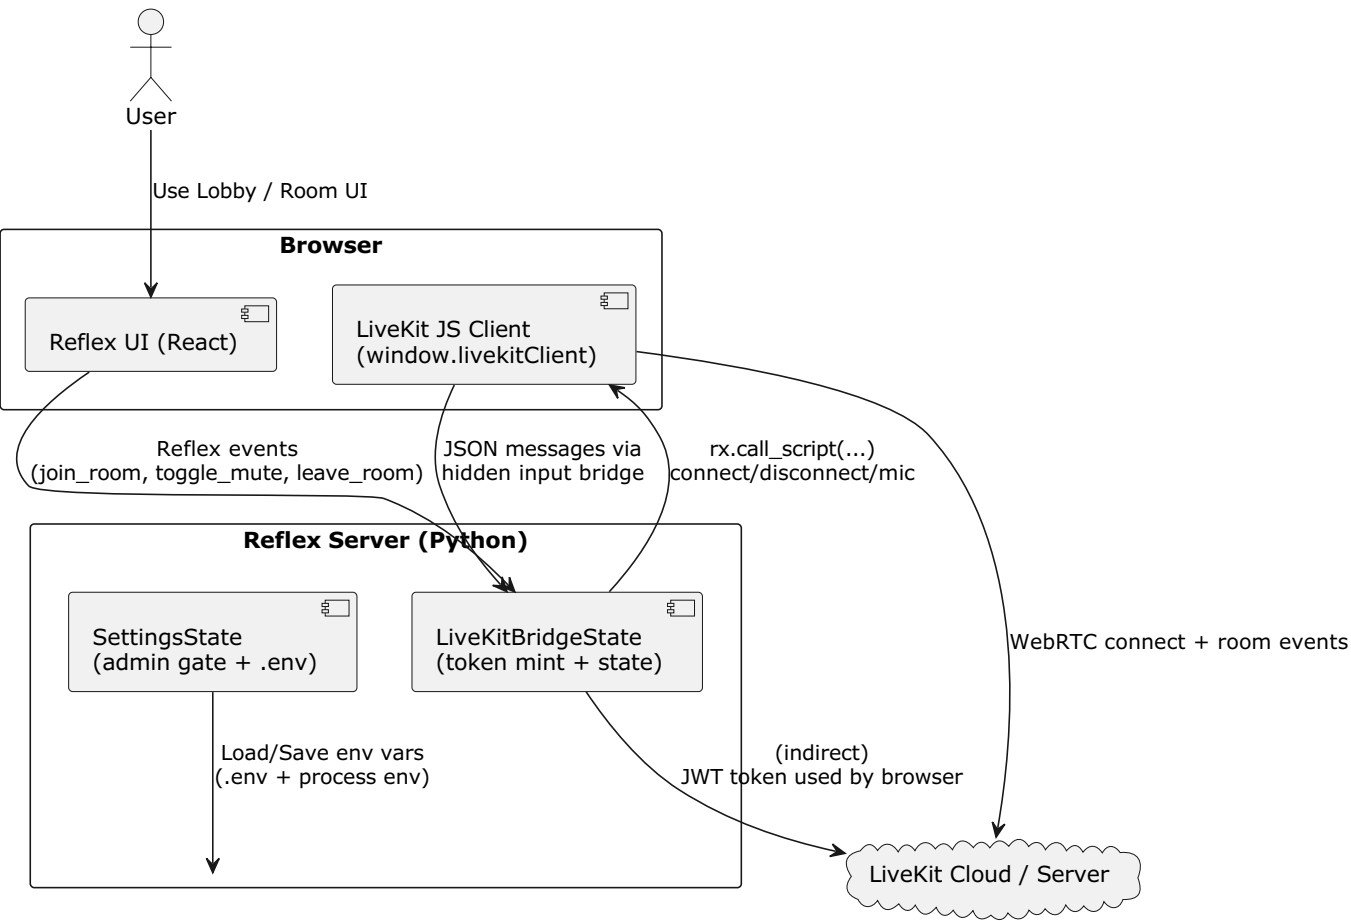 User
Use Lobby / Room UI
Browser
Reflex UI (React)
LiveKit JS Client
(window.livekitClient)
Reflex events
(join_room, toggle_mute, leave_room)
JSON messages via
hidden input bridge
rx.call_script(...)
connect/disconnect/mic
Reflex Server (Python)
SettingsState
(admin gate + .env)
LiveKitBridgeState
(token mint + state)
WebRTC connect + room events
Load/Save env vars
(.env + process env)
(indirect)
JWT token used by browser
LiveKit Cloud / Server